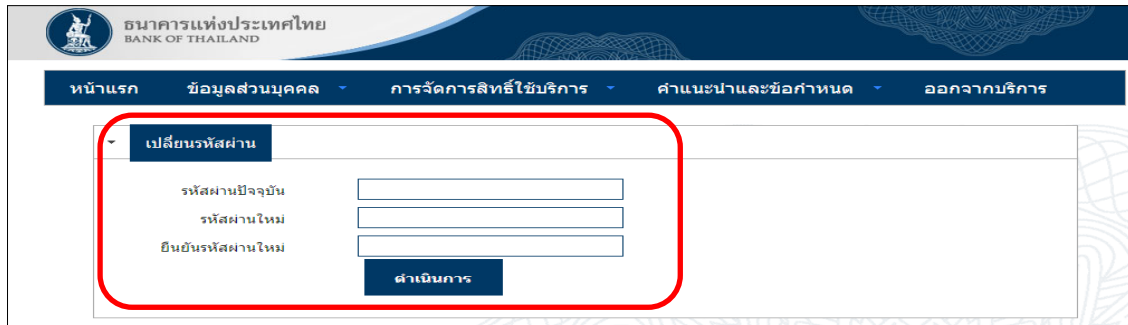 ธนาคารแห่งประเทศไทย
BANK OF THAILAND
หน้าแรก ข้อมูลส่วนบุคคล การจัดการสิทธิ์ใช้บริการ คำแนะนำและข้อกำหนด ออกจากบริการ
เปลี่ยนรหัสผ่าน
รหัสผ่านปัจจุบัน
รหัสผ่านใหม่
ยืนยันรหัสผ่านใหม่
ดำเนินการ